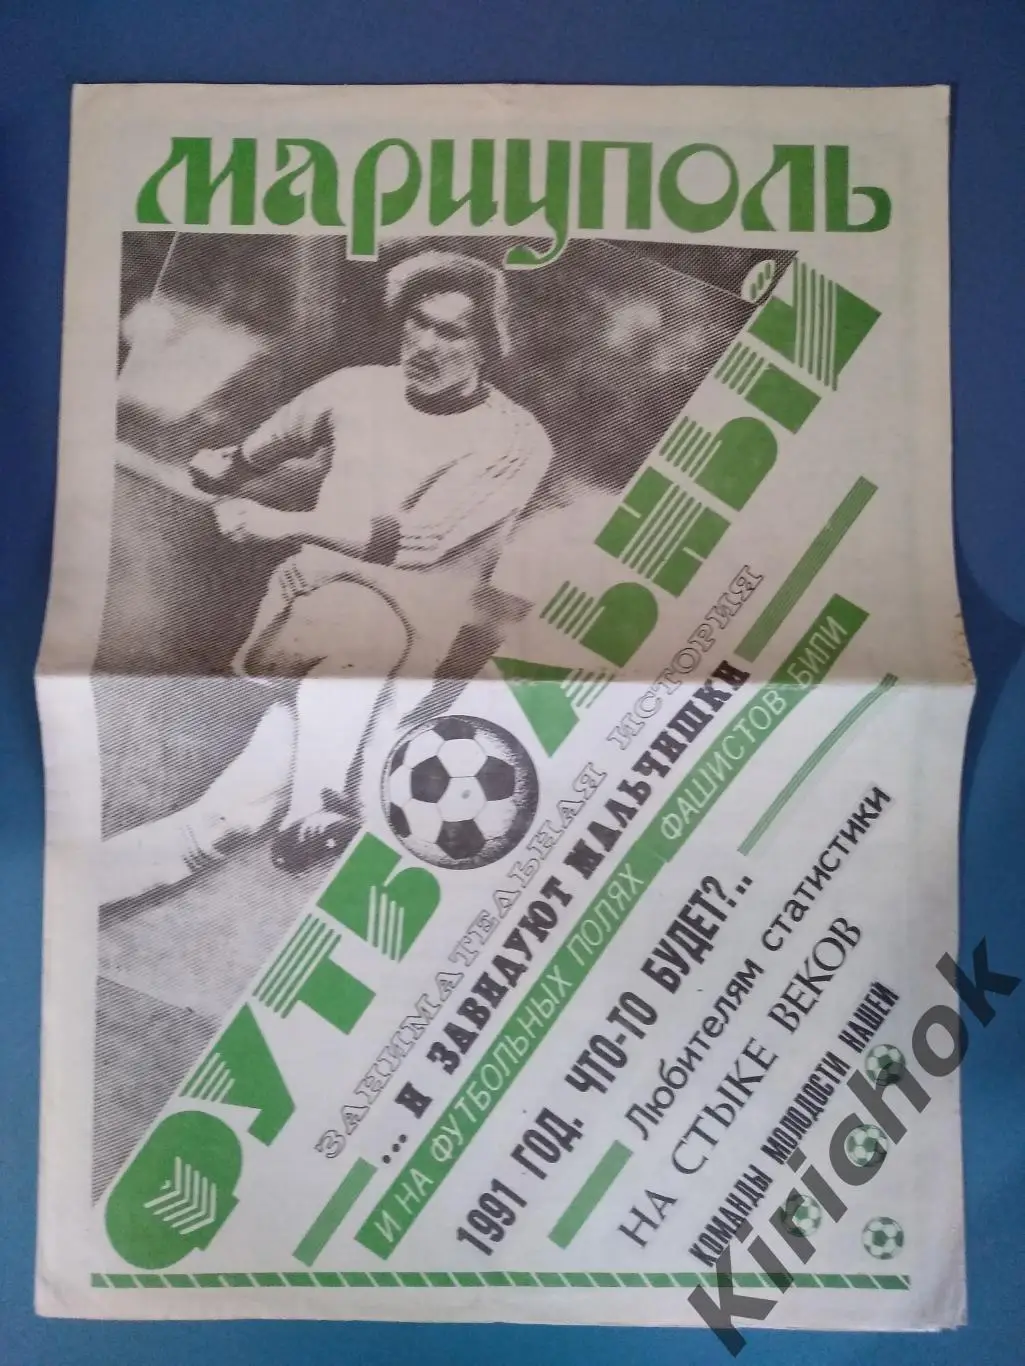 МАРИУПОЛЬ
ФУТБОЛЬНЫЙ
ЗАНИМАТЕЛЬНАЯ ИСТОРИЯ
...И ЗАВИДУЮТ МАЛЬЧИШКИ
И НА ФУТБОЛЬНЫХ ПОЛЯХ ФАШИСТОВ БИЛИ
1991 ГОД. ЧТО-ТО БУДЕТ?..
Любителям статистики
НА СТЫКЕ ВЕКОВ
КОМАНДЫ МОЛОДОСТИ НАШЕЙ
Kirichok